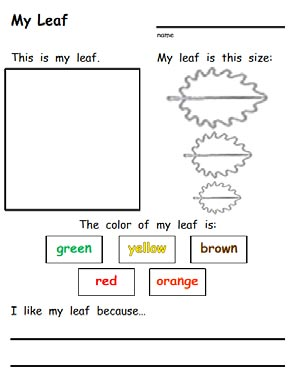 My Leaf
name
This is my leaf.
My leaf is this size:
The color of my leaf is:
green yellow brown
red orange
I like my leaf because...